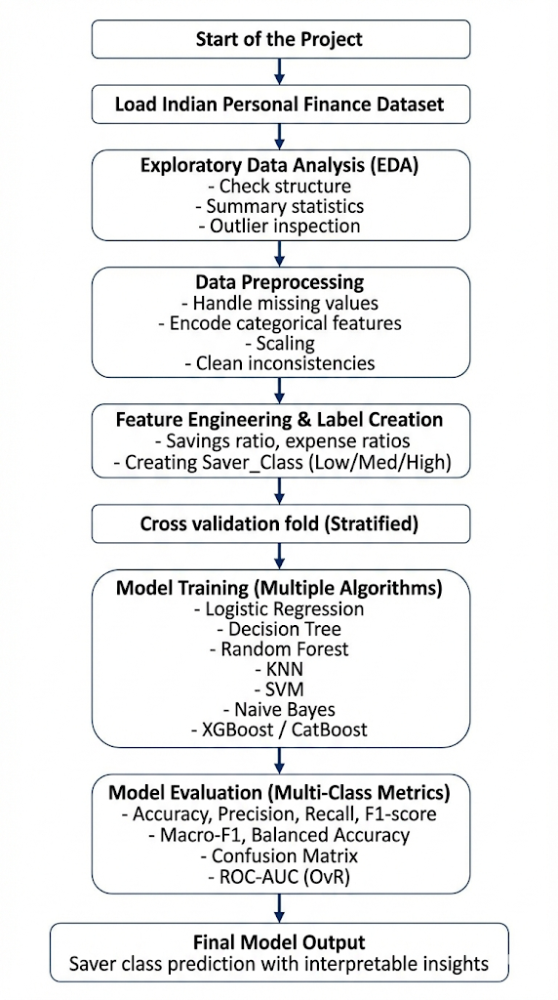 Start of the Project
Load Indian Personal Finance Dataset
Exploratory Data Analysis (EDA)
- Check structure
- Summary statistics
- Outlier inspection
Data Preprocessing
- Handle missing values
- Encode categorical features
- Scaling
- Clean inconsistencies
Feature Engineering & Label Creation
- Savings ratio, expense ratios
- Creating Saver_Class (Low/Med/High)
Cross validation fold (Stratified)
Model Training (Multiple Algorithms)
- Logistic Regression
- Decision Tree
- Random Forest
- KNN
- SVM
- Naive Bayes
- XGBoost / CatBoost
Model Evaluation (Multi-Class Metrics)
- Accuracy, Precision, Recall, F1-score
- Macro-F1, Balanced Accuracy
- Confusion Matrix
- ROC-AUC (OvR)
Final Model Output
Saver class prediction with interpretable insights